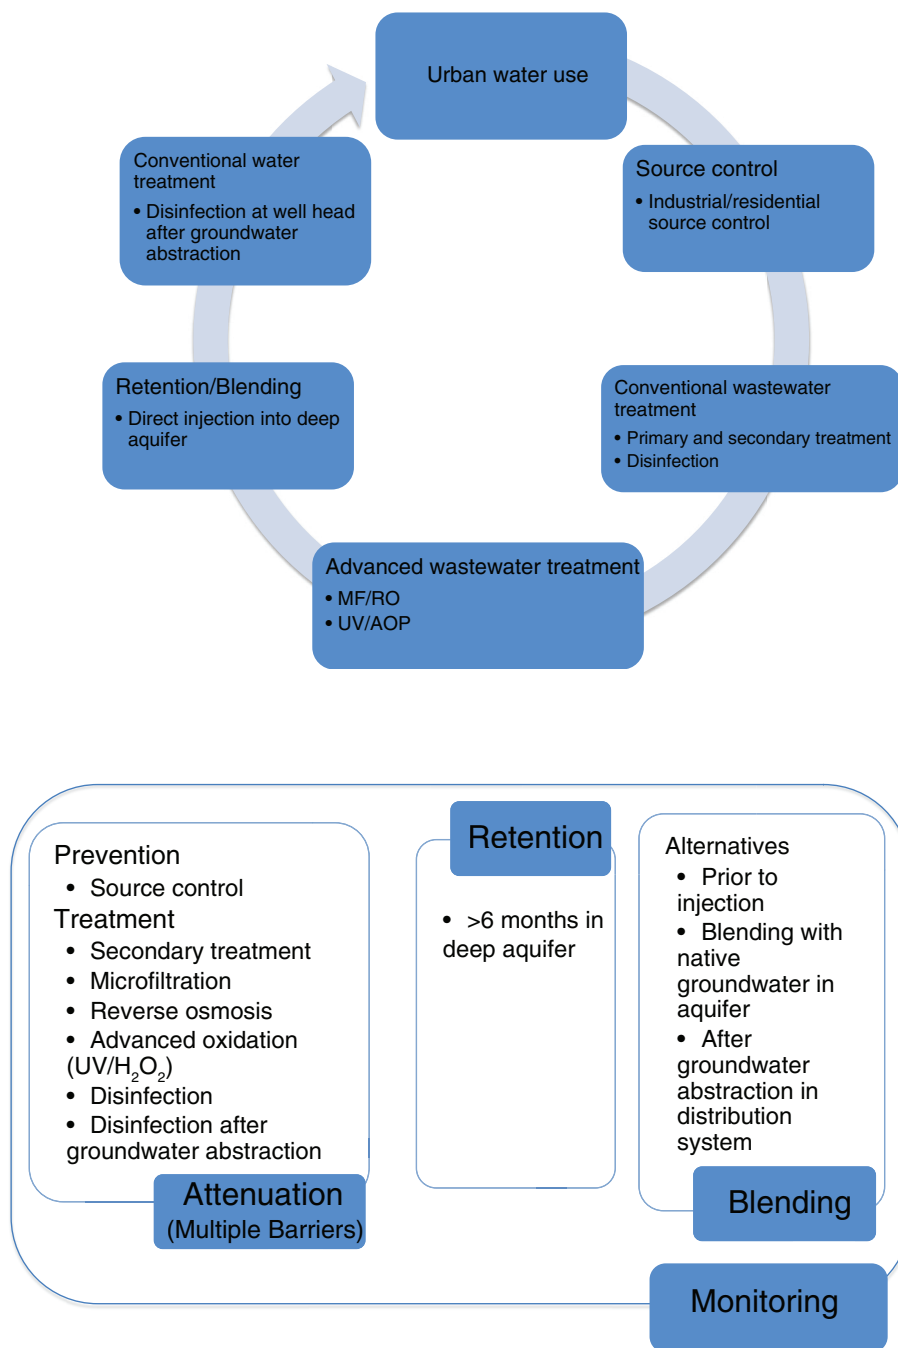 Urban water use
Source control
• Industrial/residential
source control
Conventional wastewater
treatment
• Primary and secondary treatment
• Disinfection
Advanced wastewater treatment
• MF/RO
• UV/AOP
Retention/Blending
• Direct injection into deep
aquifer
Conventional water
treatment
• Disinfection at well head
after groundwater
abstraction
Prevention
• Source control
Treatment
• Secondary treatment
• Microfiltration
• Reverse osmosis
• Advanced oxidation
(UV/H₂O₂)
• Disinfection
• Disinfection after
groundwater abstraction
Attenuation
(Multiple Barriers)
Retention
• >6 months in
deep aquifer
Alternatives
• Prior to
injection
• Blending with
native
groundwater in
aquifer
• After
groundwater
abstraction in
distribution
system
Blending
Monitoring